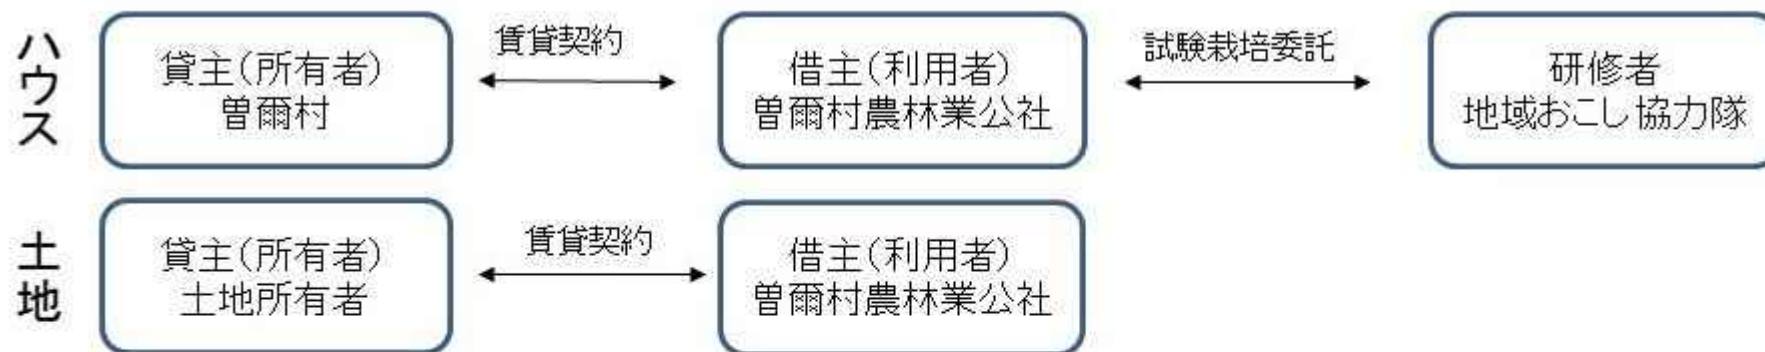 ハウス
貸主(所有者)
曽爾村
賃貸契約
借主(利用者)
曽爾村農林業公社
試験栽培委託
研修者
地域おこし協力隊
土地
貸主(所有者)
土地所有者
賃貸契約
借主(利用者)
曽爾村農林業公社